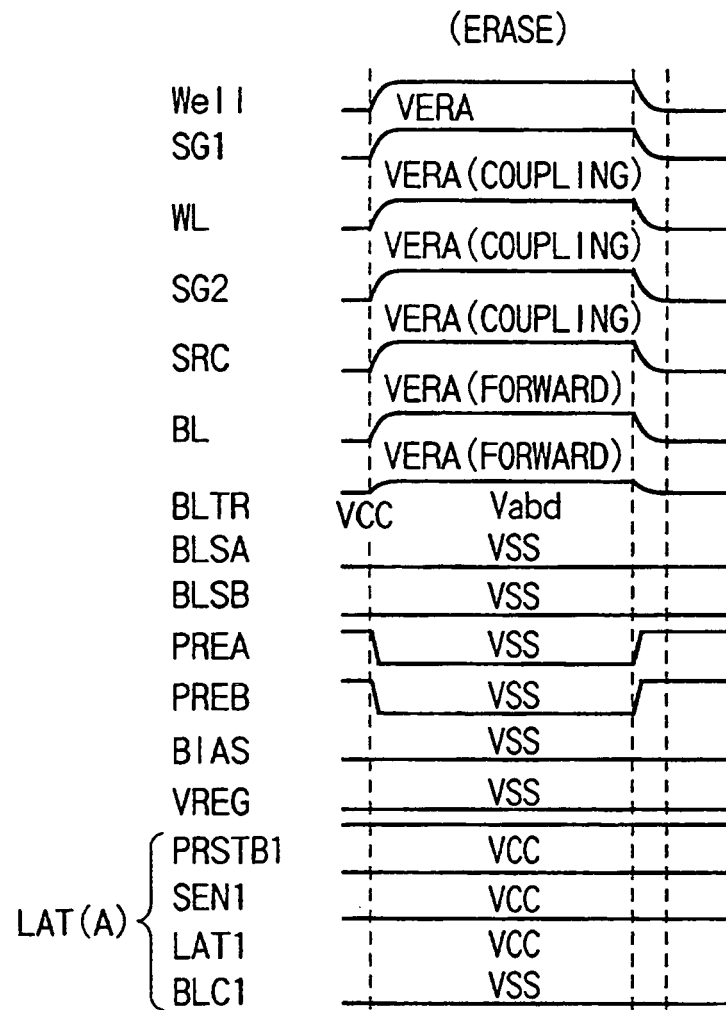 (ERASE)
Well VERA
SG1
VERA(COUPLING)
WL
VERA(COUPLING)
SG2
VERA(COUPLING)
SRC
VERA(FORWARD)
BL
VERA(FORWARD)
BLTR VCC Vabd
BLSA VSS
BLSB VSS
PREA VSS
PREB VSS
BIAS VSS
VREG VSS
PRSTB1 VCC
SEN1 VCC
LAT(A)
LAT1 VCC
BLC1 VSS